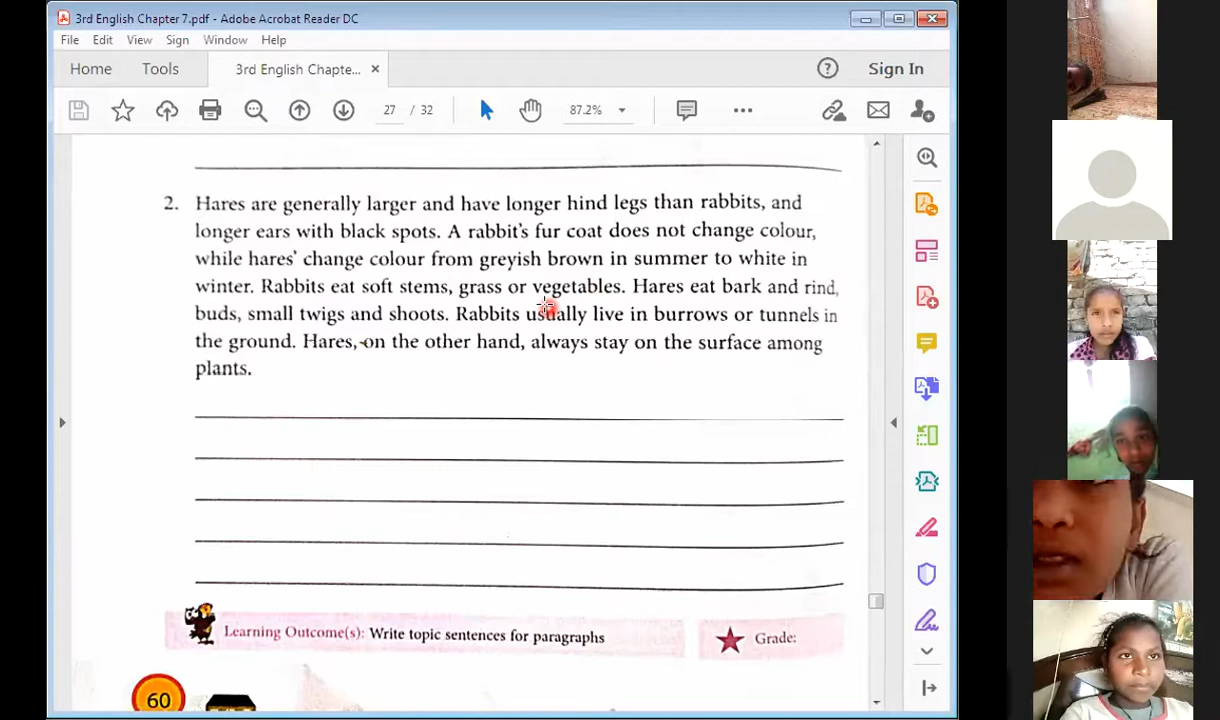 3rd English Chapter 7.pdf - Adobe Acrobat Reader DC
File Edit View Sign Window Help
Home Tools 3rd English Chapte... × Sign In
27 / 32 87.2%
2. Hares are generally larger and have longer hind legs than rabbits, and
longer ears with black spots. A rabbit's fur coat does not change colour,
while hares' change colour from greyish brown in summer to white in
winter. Rabbits eat soft stems, grass or vegetables. Hares eat bark and rind,
buds, small twigs and shoots. Rabbits usually live in burrows or tunnels in
the ground. Hares, on the other hand, always stay on the surface among
plants.
Learning Outcome(s): Write topic sentences for paragraphs
Grade:
60